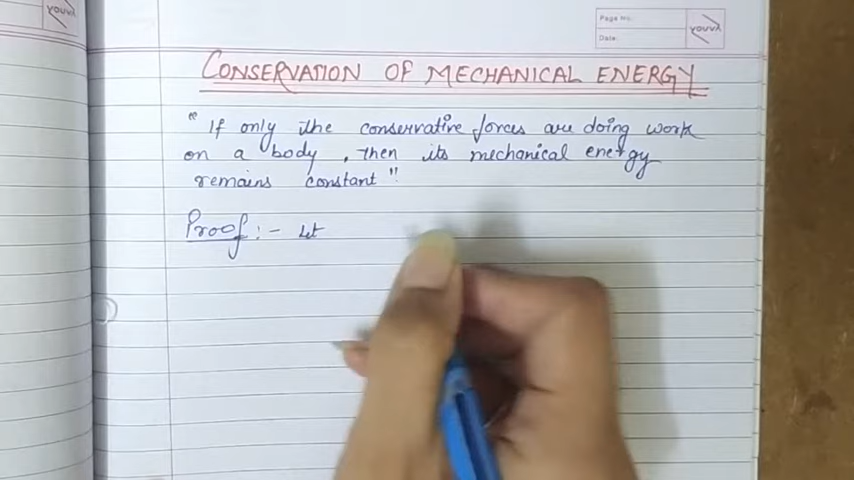 youvA
Page No.
Date:
youvA
CONSERVATION OF MECHANICAL ENERGY
"If only the conservative forces are doing work
on a body, then its mechanical energy
remains constant"
Proof :- Let